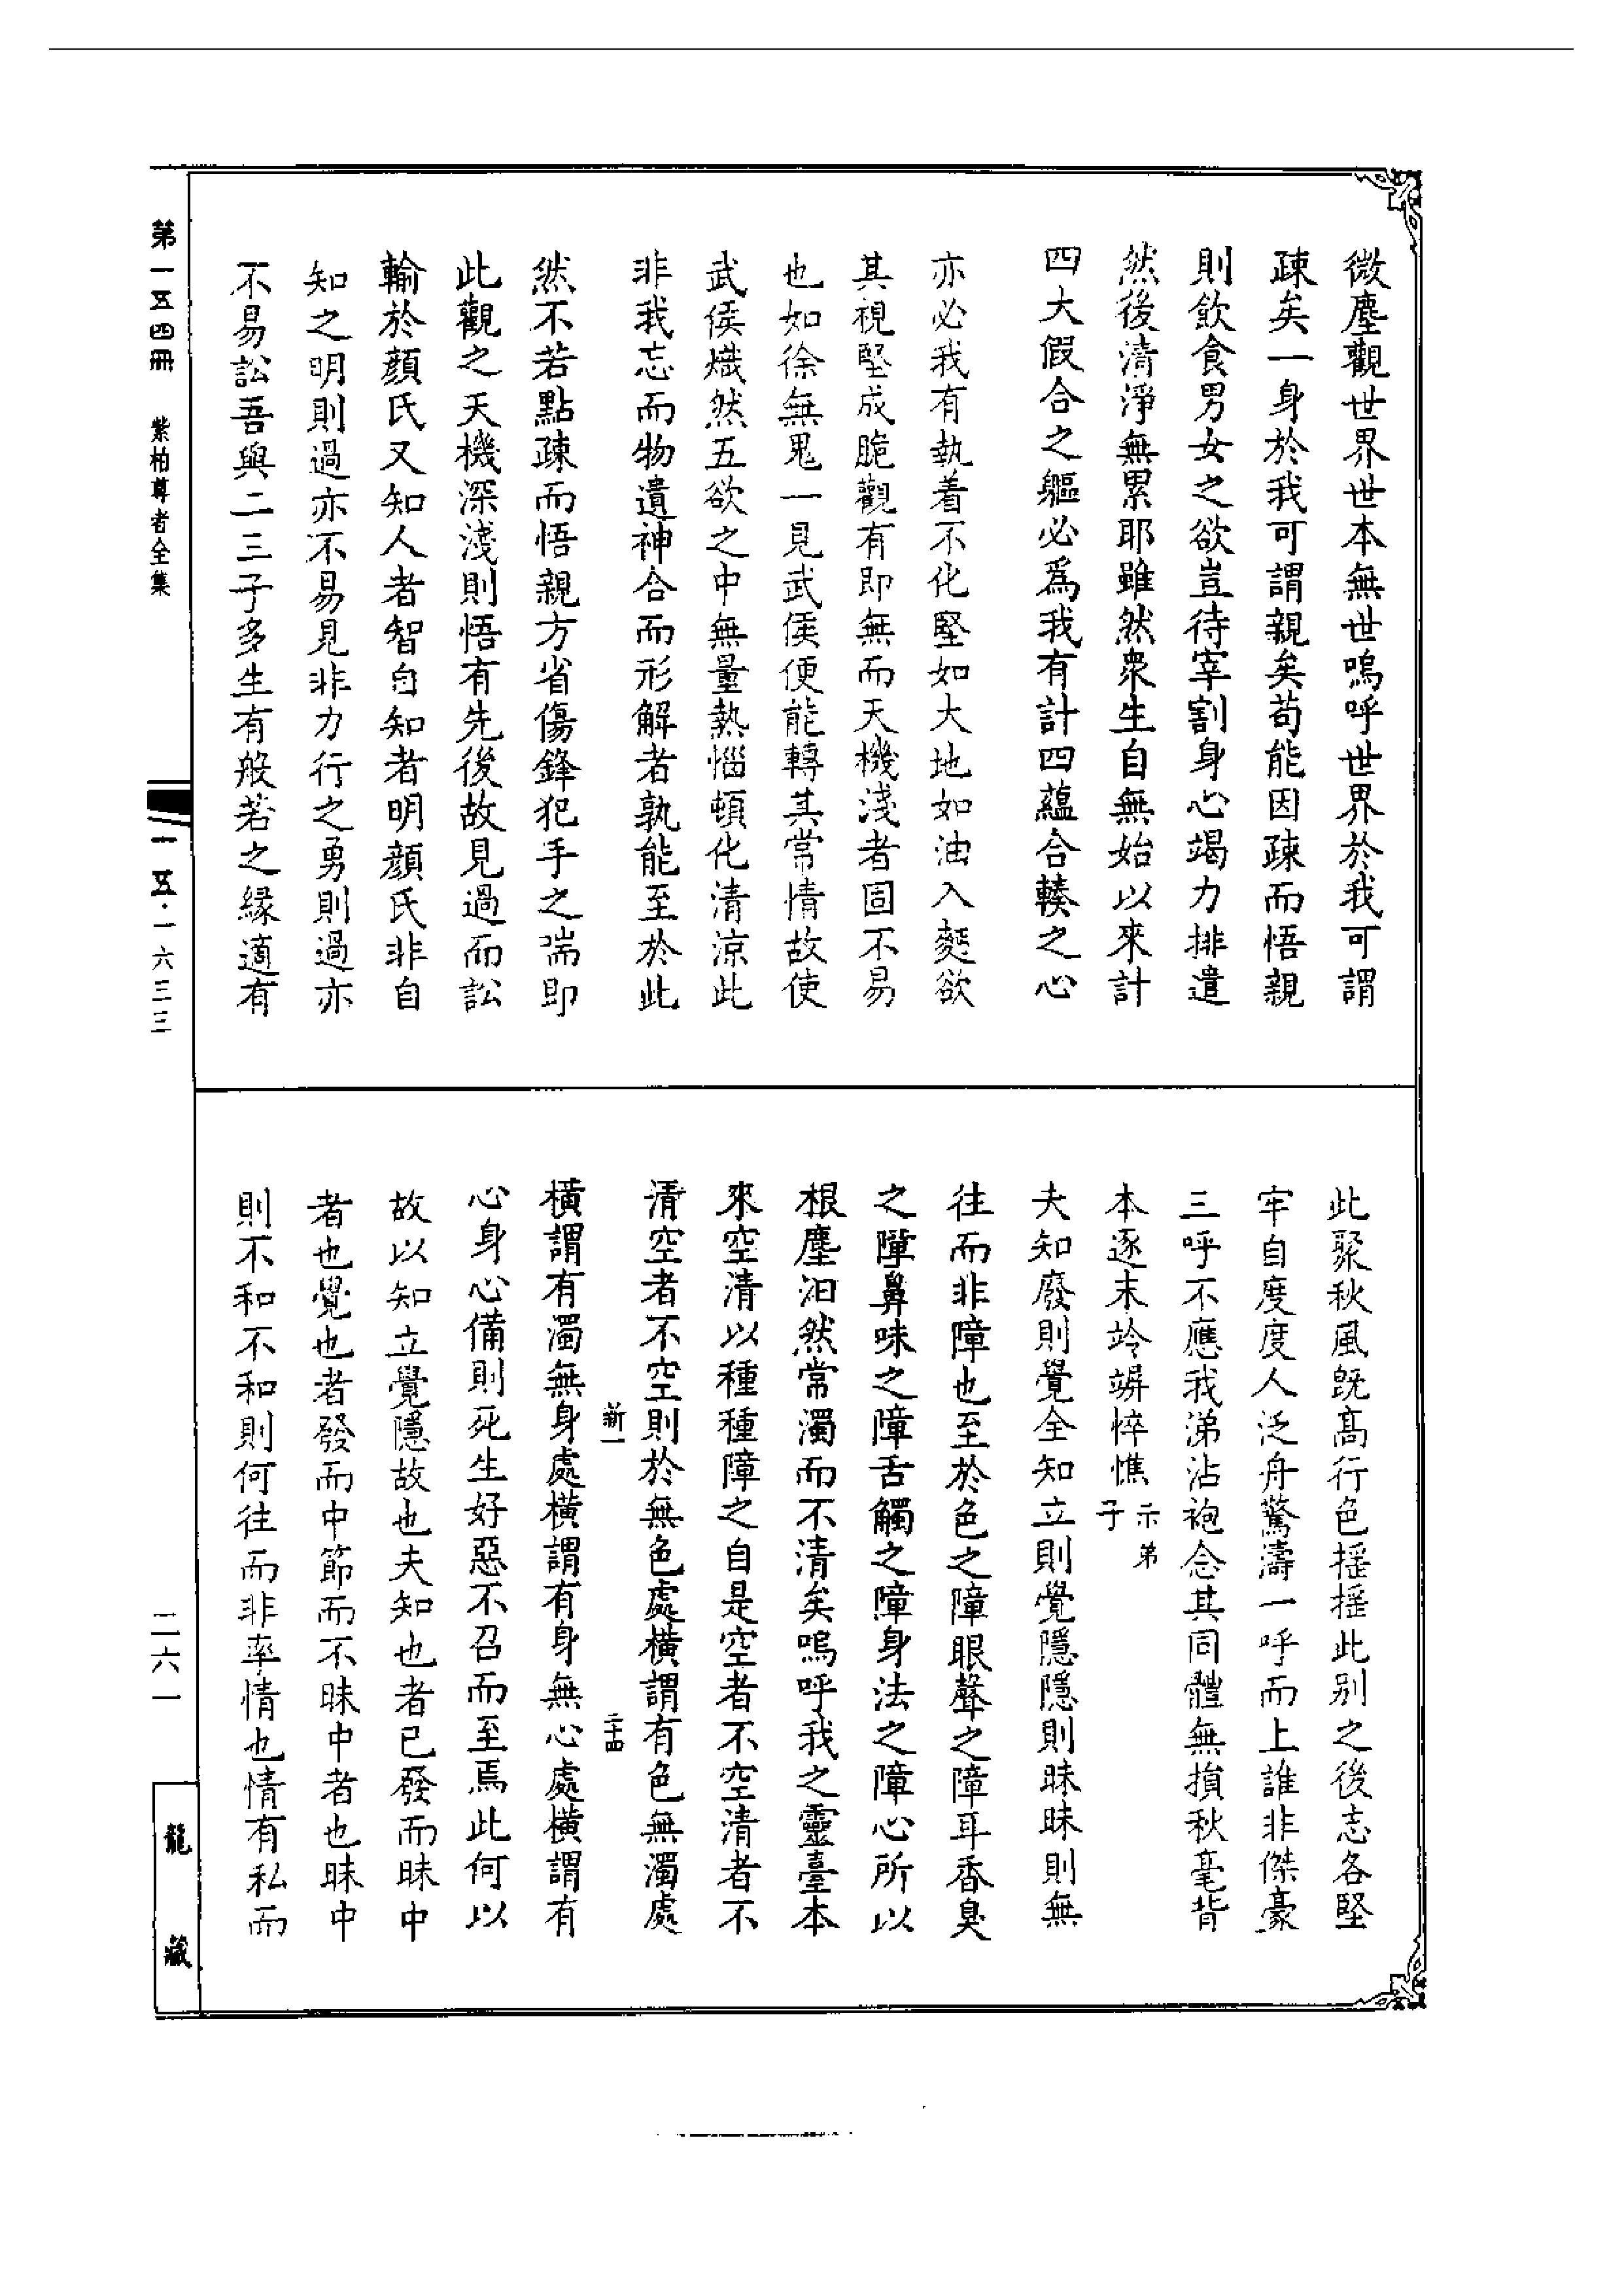 微塵觀世界世本無世嗚呼世界於我可謂
疎矣一身於我可謂親矣苟能因疎而悟親
則飲食男女之欲豈待宰割身心竭力排遣
然後清淨無累耶雖然衆生自無始以來計
四大假合之軀必爲我有計四蘊合輳之心
亦必我有執着不化堅如大地如油入麪欲
其視堅成脆觀有即無而天機淺者固不易
也如徐無鬼一見武侯便能轉其常情故使
武侯熾然五欲之中無量熱惱頓化清涼此
非我忘而物遺神合而形解者孰能至於此
然不若點疎而悟親方省傷鋒犯手之喘即
此觀之天機深淺則悟有先後故見過而訟
輸於顏氏又知人者智自知者明顏氏非自
知之明則過亦不易見非力行之勇則過亦
不易訟吾與二三子多生有般若之緣適有
此聚秋風既高行色摇摇此别之後志各堅
牢自度度人泛舟驚濤一呼而上誰非傑豪
三呼不應我涕沾袍念其同體無損秋毫背
本逐末竛竮悴憔示弟子
夫知廢則覺全知立則覺隱隱則昧昧則無
往而非障也至於色之障眼聲之障耳香臭
之障鼻味之障舌觸之障身法之障心所以
根塵汩然常濁而不清矣嗚呼我之靈臺本
來空清以種種障之自是空者不空清者不
清空者不空則於無色處橫謂有色無濁處
新一
二十四
橫謂有濁無身處橫謂有身無心處橫謂有
心身心備則死生好惡不召而至焉此何以
故以知立覺隱故也夫知也者已發而昧中
者也覺也者發而中節而不昧中者也昧中
則不和不和則何往而非率情也情有私而
第一五四冊
紫柏尊者全集
一五·一六三三
二六一
龍藏